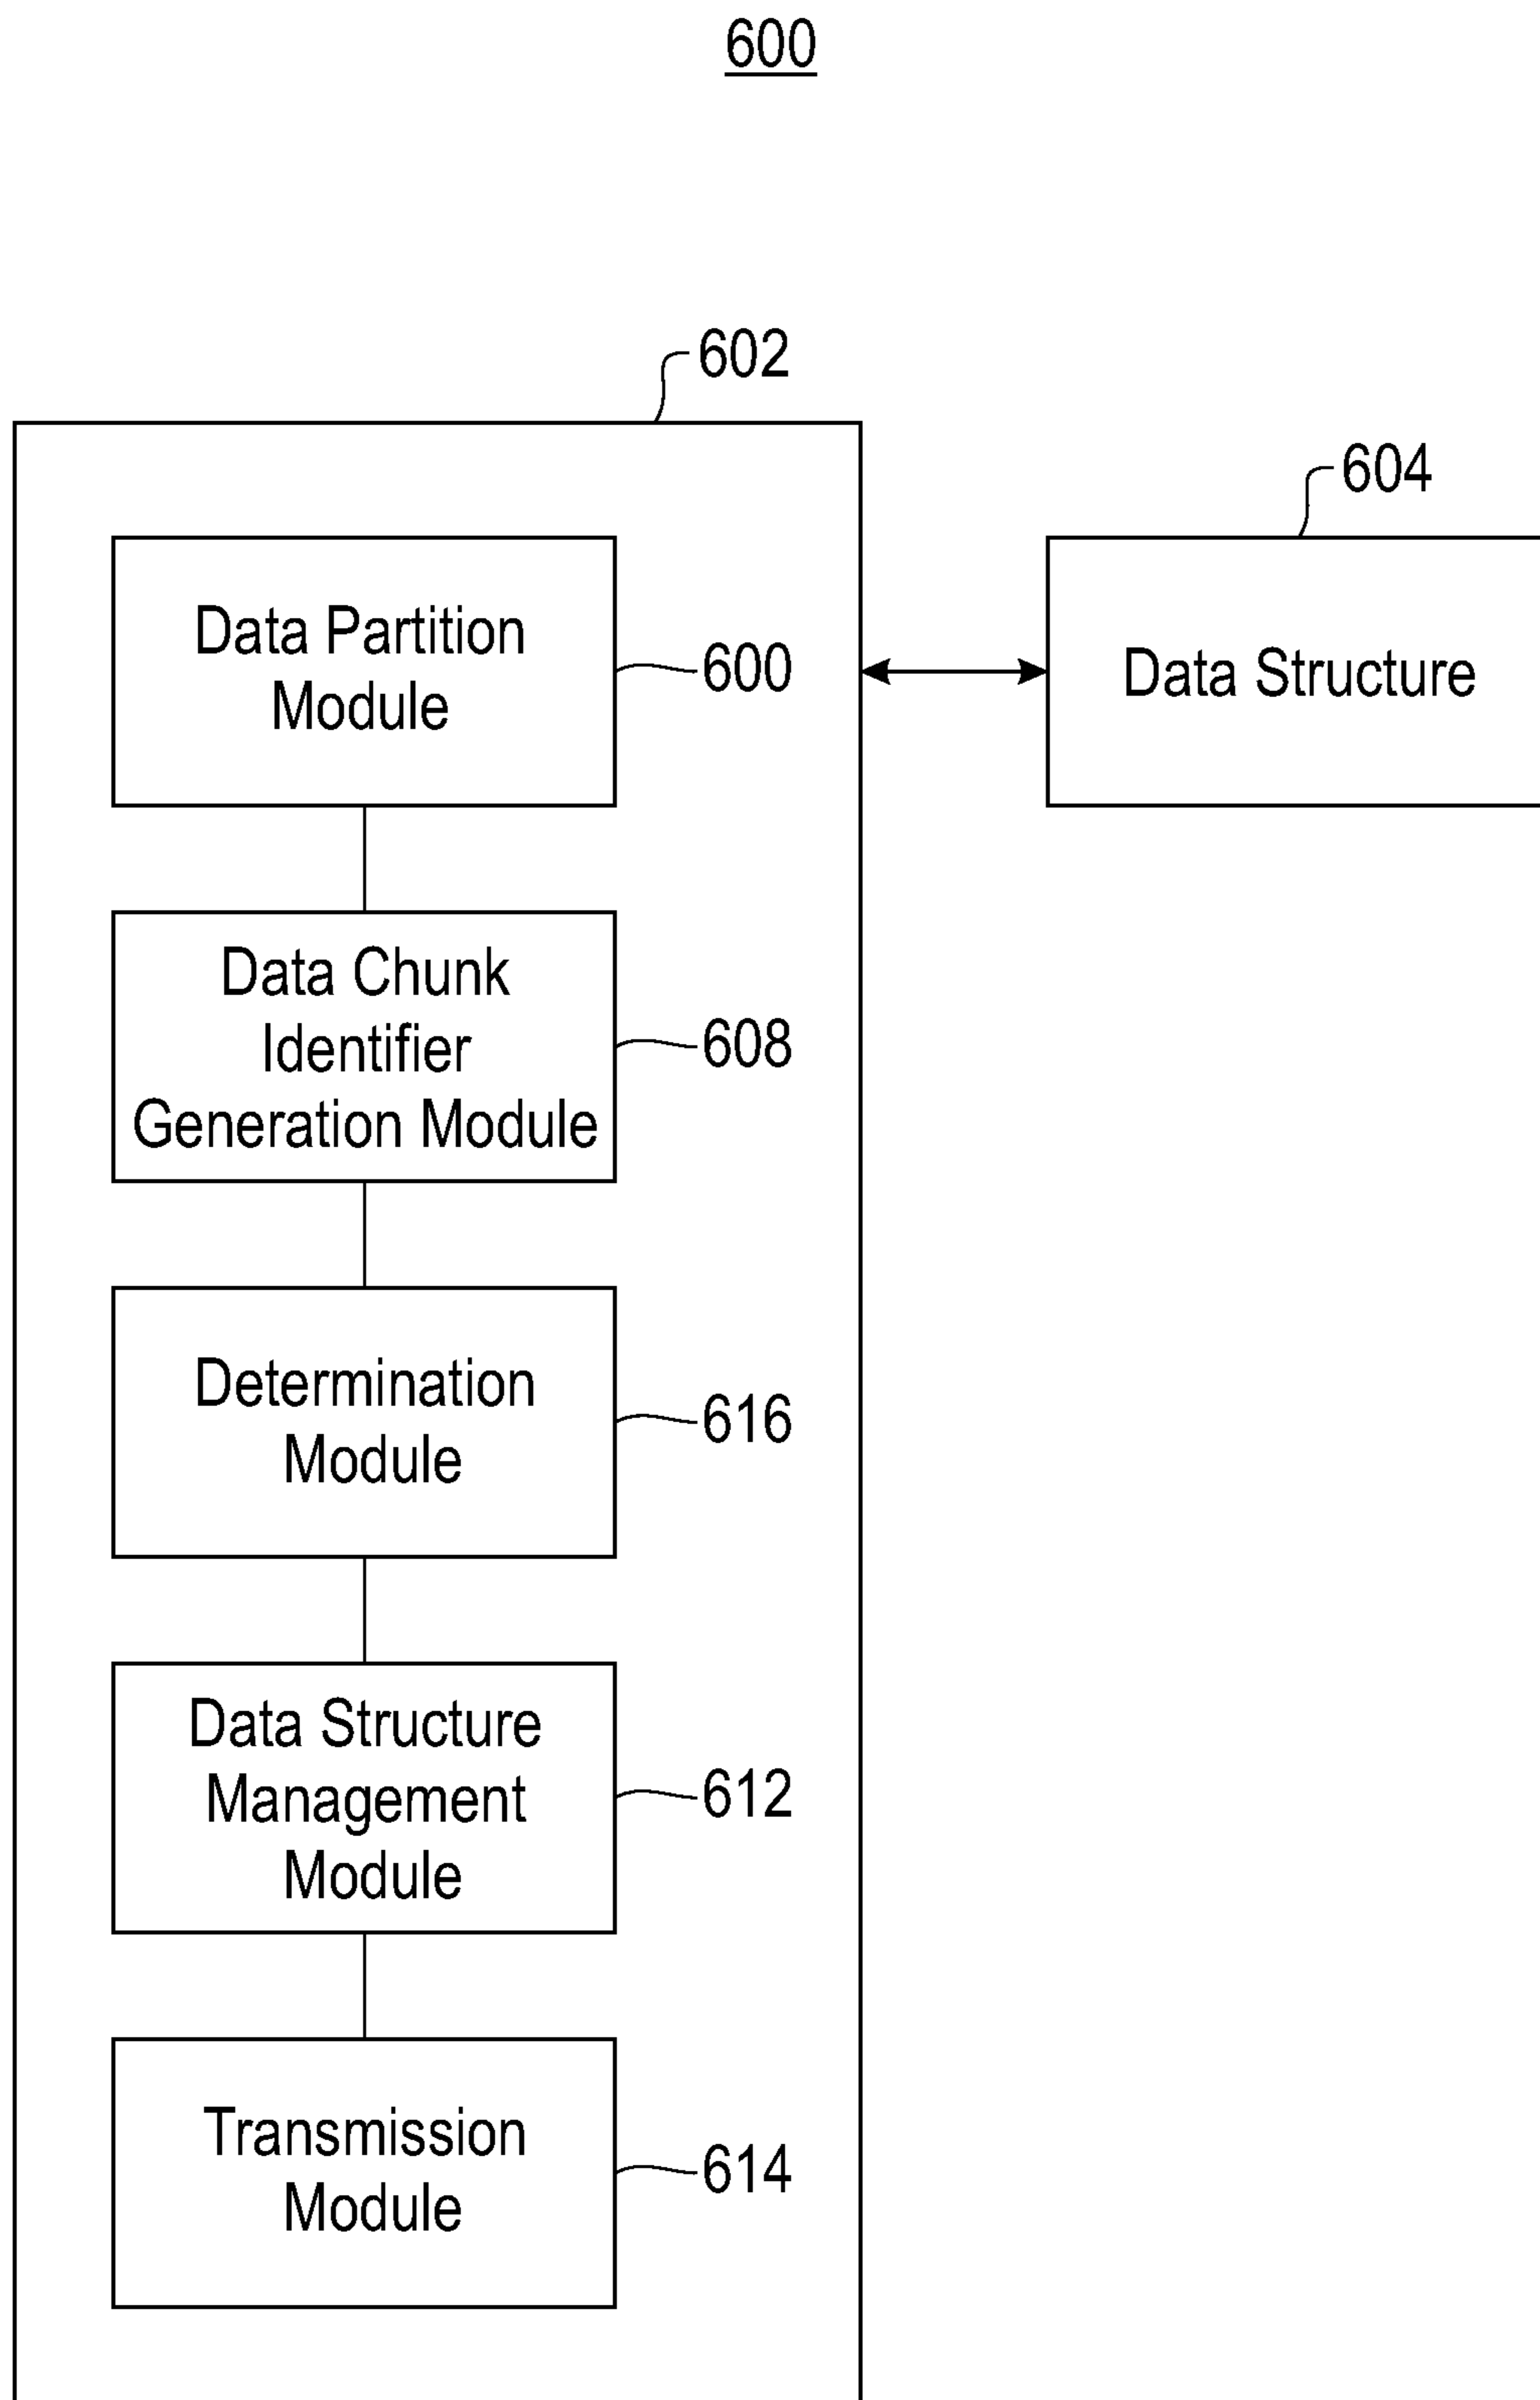 600
602
604
Data Partition
Module
600
Data Structure
Data Chunk
Identifier
Generation Module
608
Determination
Module
616
Data Structure
Management
Module
612
Transmission
Module
614